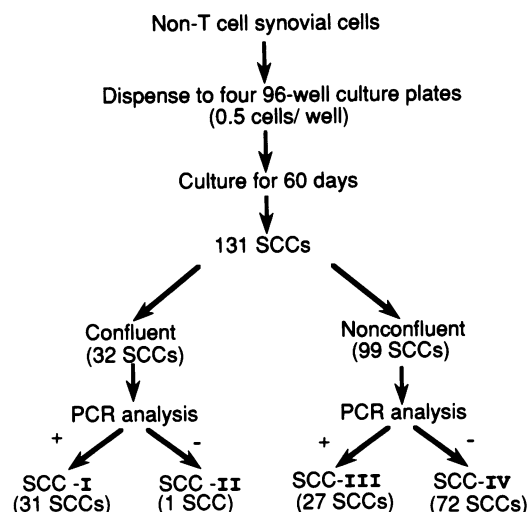 Non-T cell synovial cells
Dispense to four 96-well culture plates
(0.5 cells/ well)
Culture for 60 days
131 SCCs
Confluent
(32 SCCs)
Nonconfluent
(99 SCCs)
PCR analysis
PCR analysis
+
-
+
-
SCC -I
(31 SCCs)
SCC -II
(1 SCC)
SCC-III
(27 SCCs)
SCC-IV
(72 SCCs)